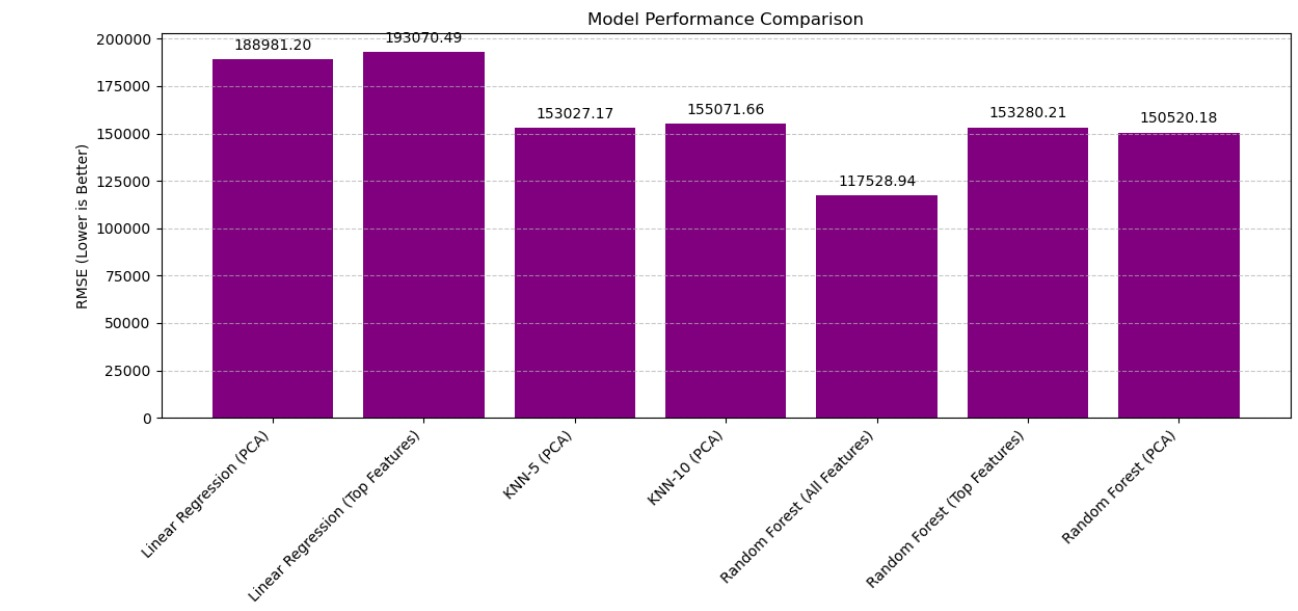 Model Performance Comparison
RMSE (Lower is Better)
200000
175000
150000
125000
100000
75000
50000
25000
0
188981.20
193070.49
153027.17
155071.66
117528.94
153280.21
150520.18
Linear Regression (PCA)
Linear Regression (Top Features)
KNN-5 (PCA)
KNN-10 (PCA)
Random Forest (All Features)
Random Forest (Top Features)
Random Forest (PCA)